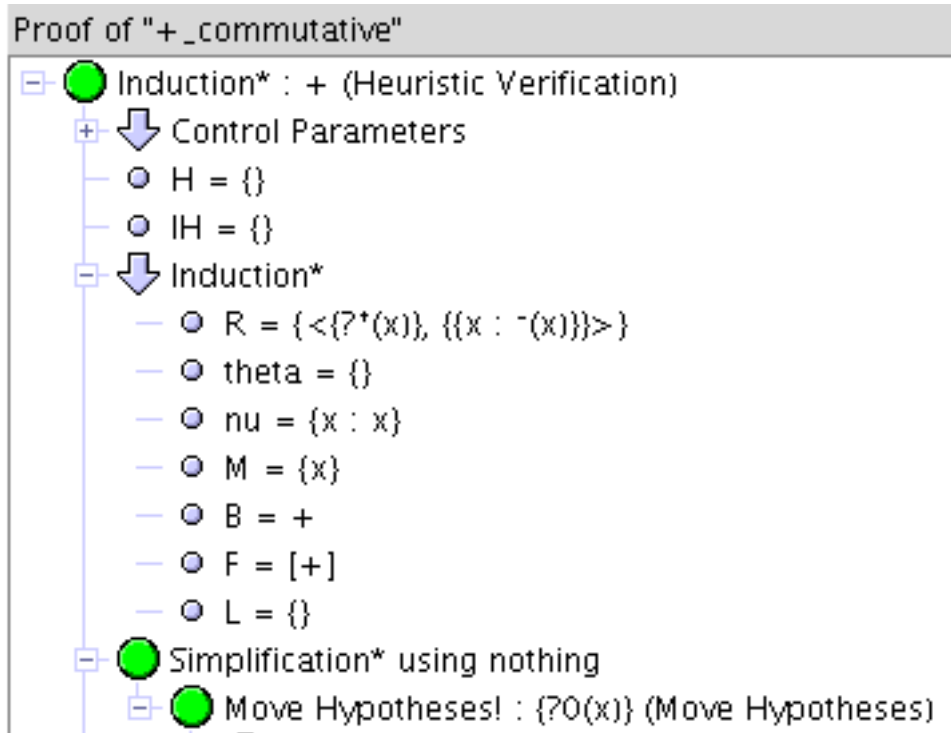 Proof of "+_commutative"
Induction* : + (Heuristic Verification)
Control Parameters
H = {}
IH = {}
Induction*
R = {<{?⁺(x)}, {{x : ⁻(x)}}>}
theta = {}
nu = {x : x}
M = {x}
B = +
F = [+]
L = {}
Simplification* using nothing
Move Hypotheses! : {?0(x)} (Move Hypotheses)